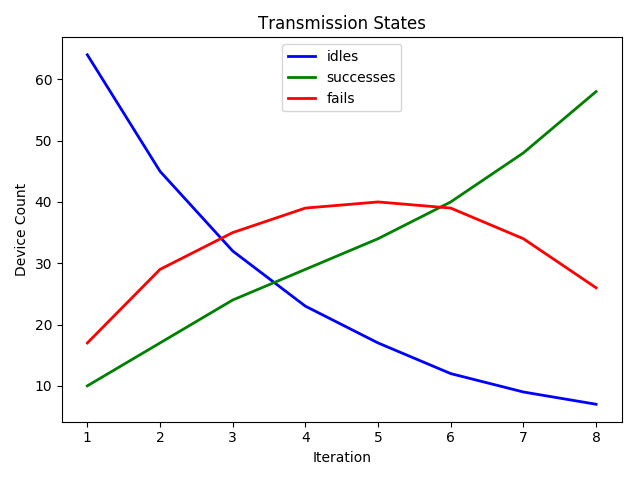 Transmission States
idles
successes
fails
60
50
40
30
20
10
Device Count
1 2 3 4 5 6 7 8
Iteration